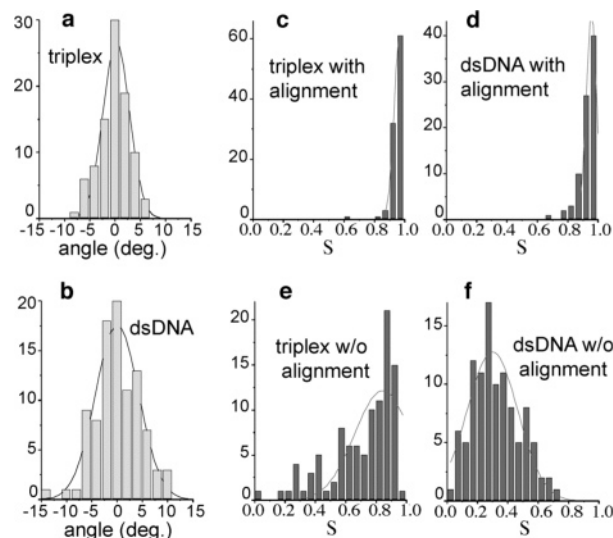 a
30
20
10
0
triplex
-15
-5
0
5
15
angle (deg.)
c
60
40
20
0
triplex with
alignment
0.0
0.2
0.4
0.6
0.8
1.0
S
d
40
30
20
10
0
dsDNA with
alignment
0.0
0.2
0.4
0.6
0.8
1.0
S
b
20
15
10
5
0
dsDNA
-15
-5
0
5
15
angle (deg.)
e
20
15
10
5
0
triplex w/o
alignment
0.0
0.2
0.4
0.6
0.8
1.0
S
f
15
10
5
0
dsDNA w/o
alignment
0.0
0.2
0.4
0.6
0.8
1.0
S